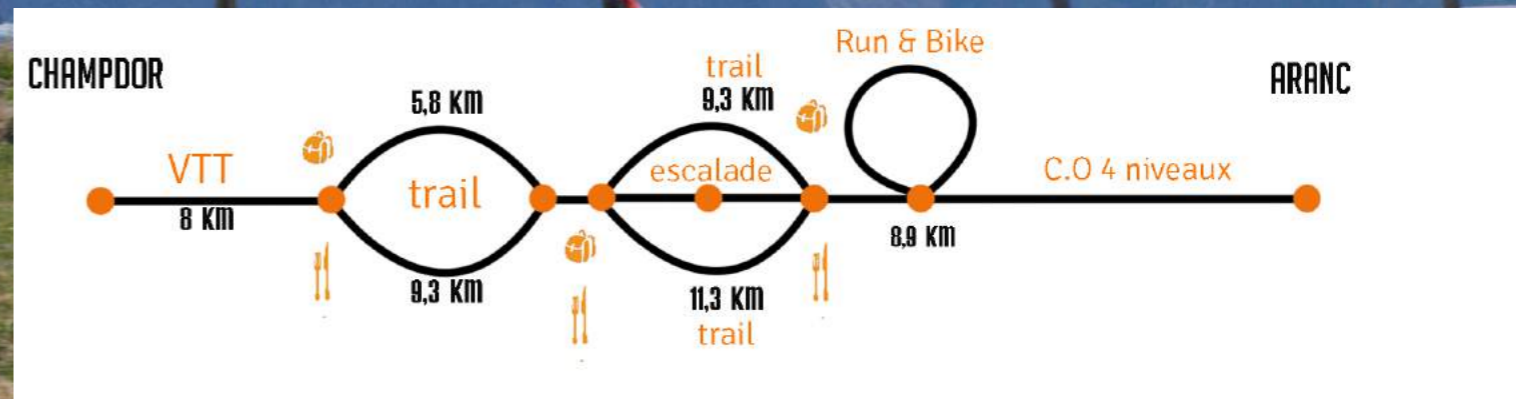 CHAMPDOR
VTT
8 KM
5,8 KM
trail
9,3 KM
trail
9,3 KM
escalade
11,3 KM
trail
Run & Bike
8,9 KM
C.O 4 niveaux
ARANC